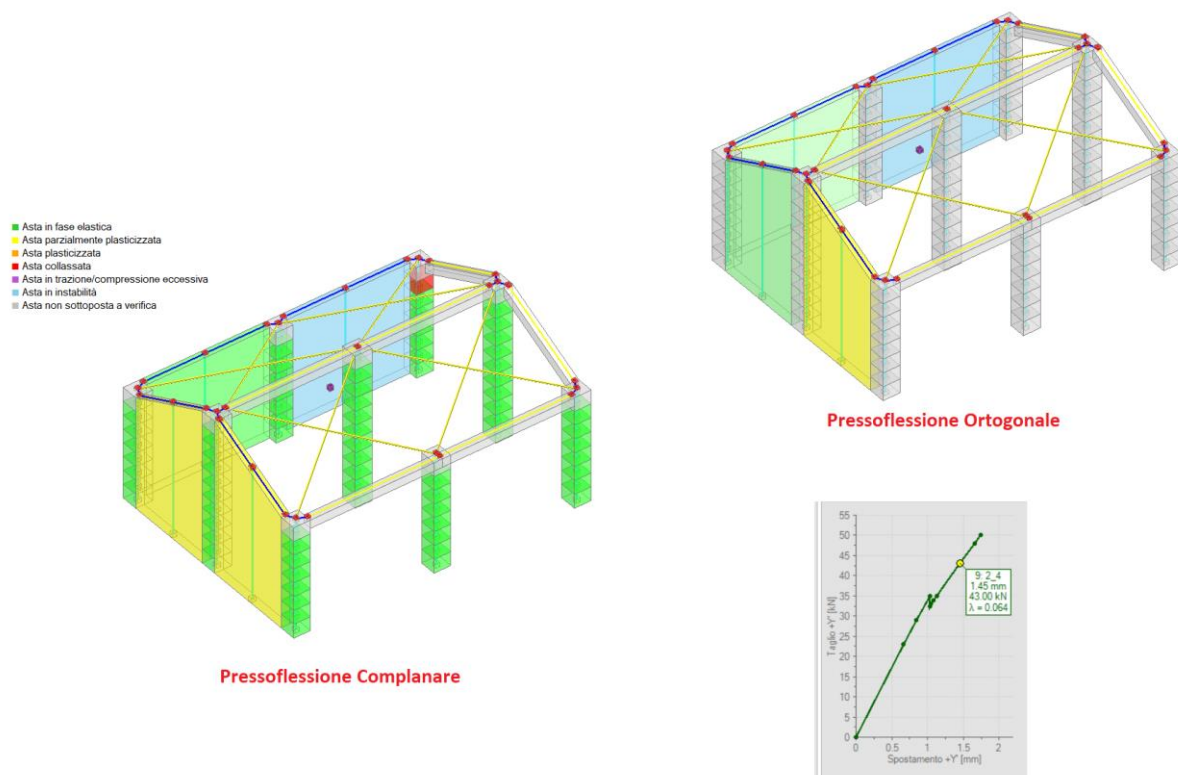 Asta in fase elastica
Asta parzialmente plasticizzata
Asta plasticizzata
Asta collassata
Asta in trazione/compressione eccessiva
Asta in instabilità
Asta non sottoposta a verifica
Pressoflessione Complanare
Pressoflessione Ortogonale
55
50
45
40
35
30
25
20
15
10
5
0
Taglio +Y' [kN]
9: 2_4
1.45 mm
43.00 kN
λ = 0.064
0 0.5 1 1.5 2
Spostamento +Y' [mm]